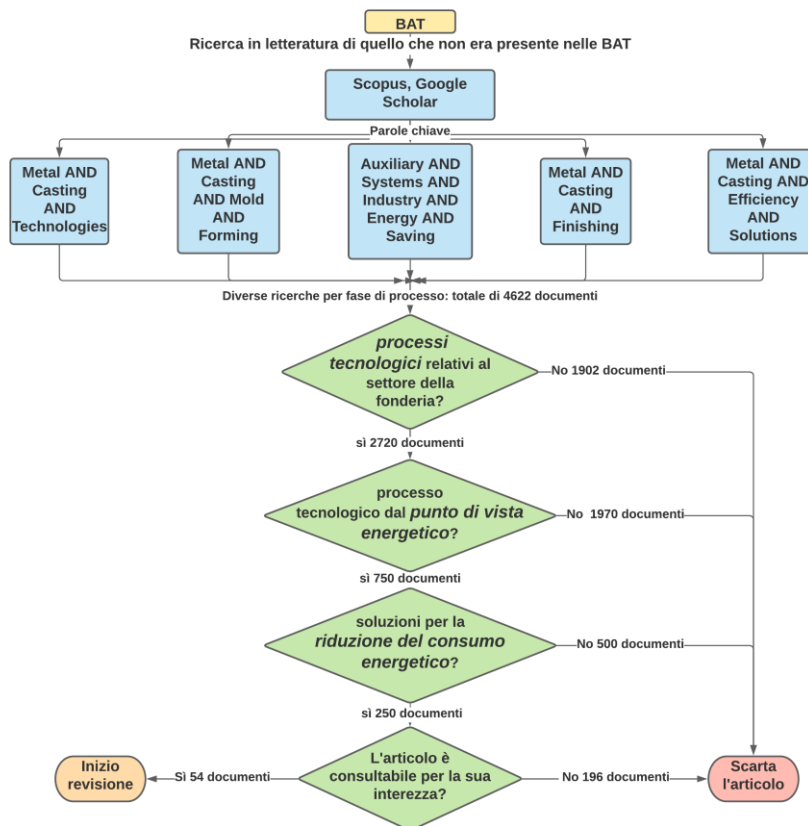 BAT
Ricerca in letteratura di quello che non era presente nelle BAT
Scopus, Google
Scholar
Parole chiave
Metal AND
Casting
AND
Technologies
Metal AND
Casting
AND Mold
AND
Forming
Auxiliary AND
Systems AND
Industry AND
Energy AND
Saving
Metal AND
Casting
AND
Finishing
Metal AND
Casting AND
Efficiency
AND
Solutions
Diverse ricerche per fase di processo: totale di 4622 documenti
processi
tecnologici relativi al
settore della
fonderia?
No 1902 documenti
sì 2720 documenti
processo
tecnologico dal punto di vista
energetico?
No 1970 documenti
sì 750 documenti
soluzioni per la
riduzione del consumo
energetico?
No 500 documenti
sì 250 documenti
L'articolo è
consultabile per la sua
interezza?
Sì 54 documenti
Inizio
revisione
No 196 documenti
Scarta
l'articolo